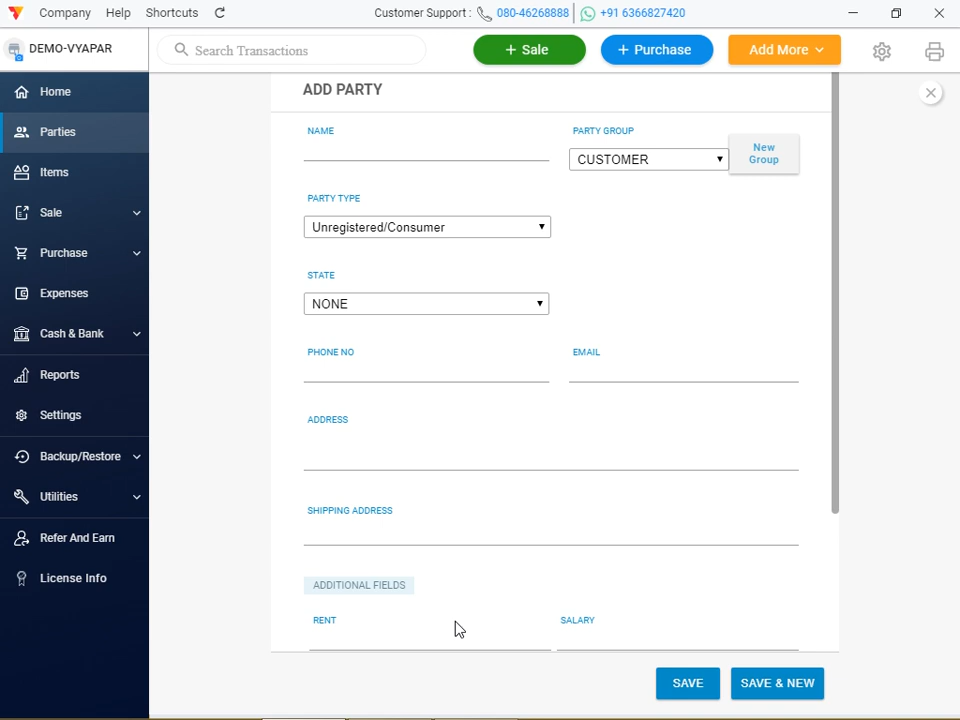 Company Help Shortcuts Customer Support : 080-46268888 +91 6366827420
DEMO-VYAPAR Search Transactions + Sale + Purchase Add More
Home
Parties
Items
Sale
Purchase
Expenses
Cash & Bank
Reports
Settings
Backup/Restore
Utilities
Refer And Earn
License Info
ADD PARTY
NAME
PARTY GROUP
CUSTOMER
New
Group
PARTY TYPE
Unregistered/Consumer
STATE
NONE
PHONE NO
EMAIL
ADDRESS
SHIPPING ADDRESS
ADDITIONAL FIELDS
RENT
SALARY
SAVE
SAVE & NEW